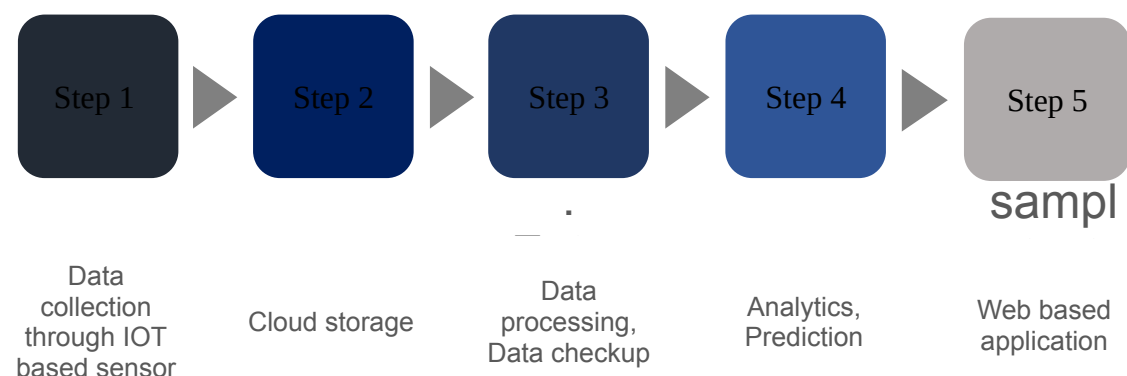 Step 1
Step 2
Step 3
Step 4
Step 5
.
sampl
Data
collection
through IOT
based sensor
Cloud storage
Data
processing,
Data checkup
Analytics,
Prediction
Web based
application